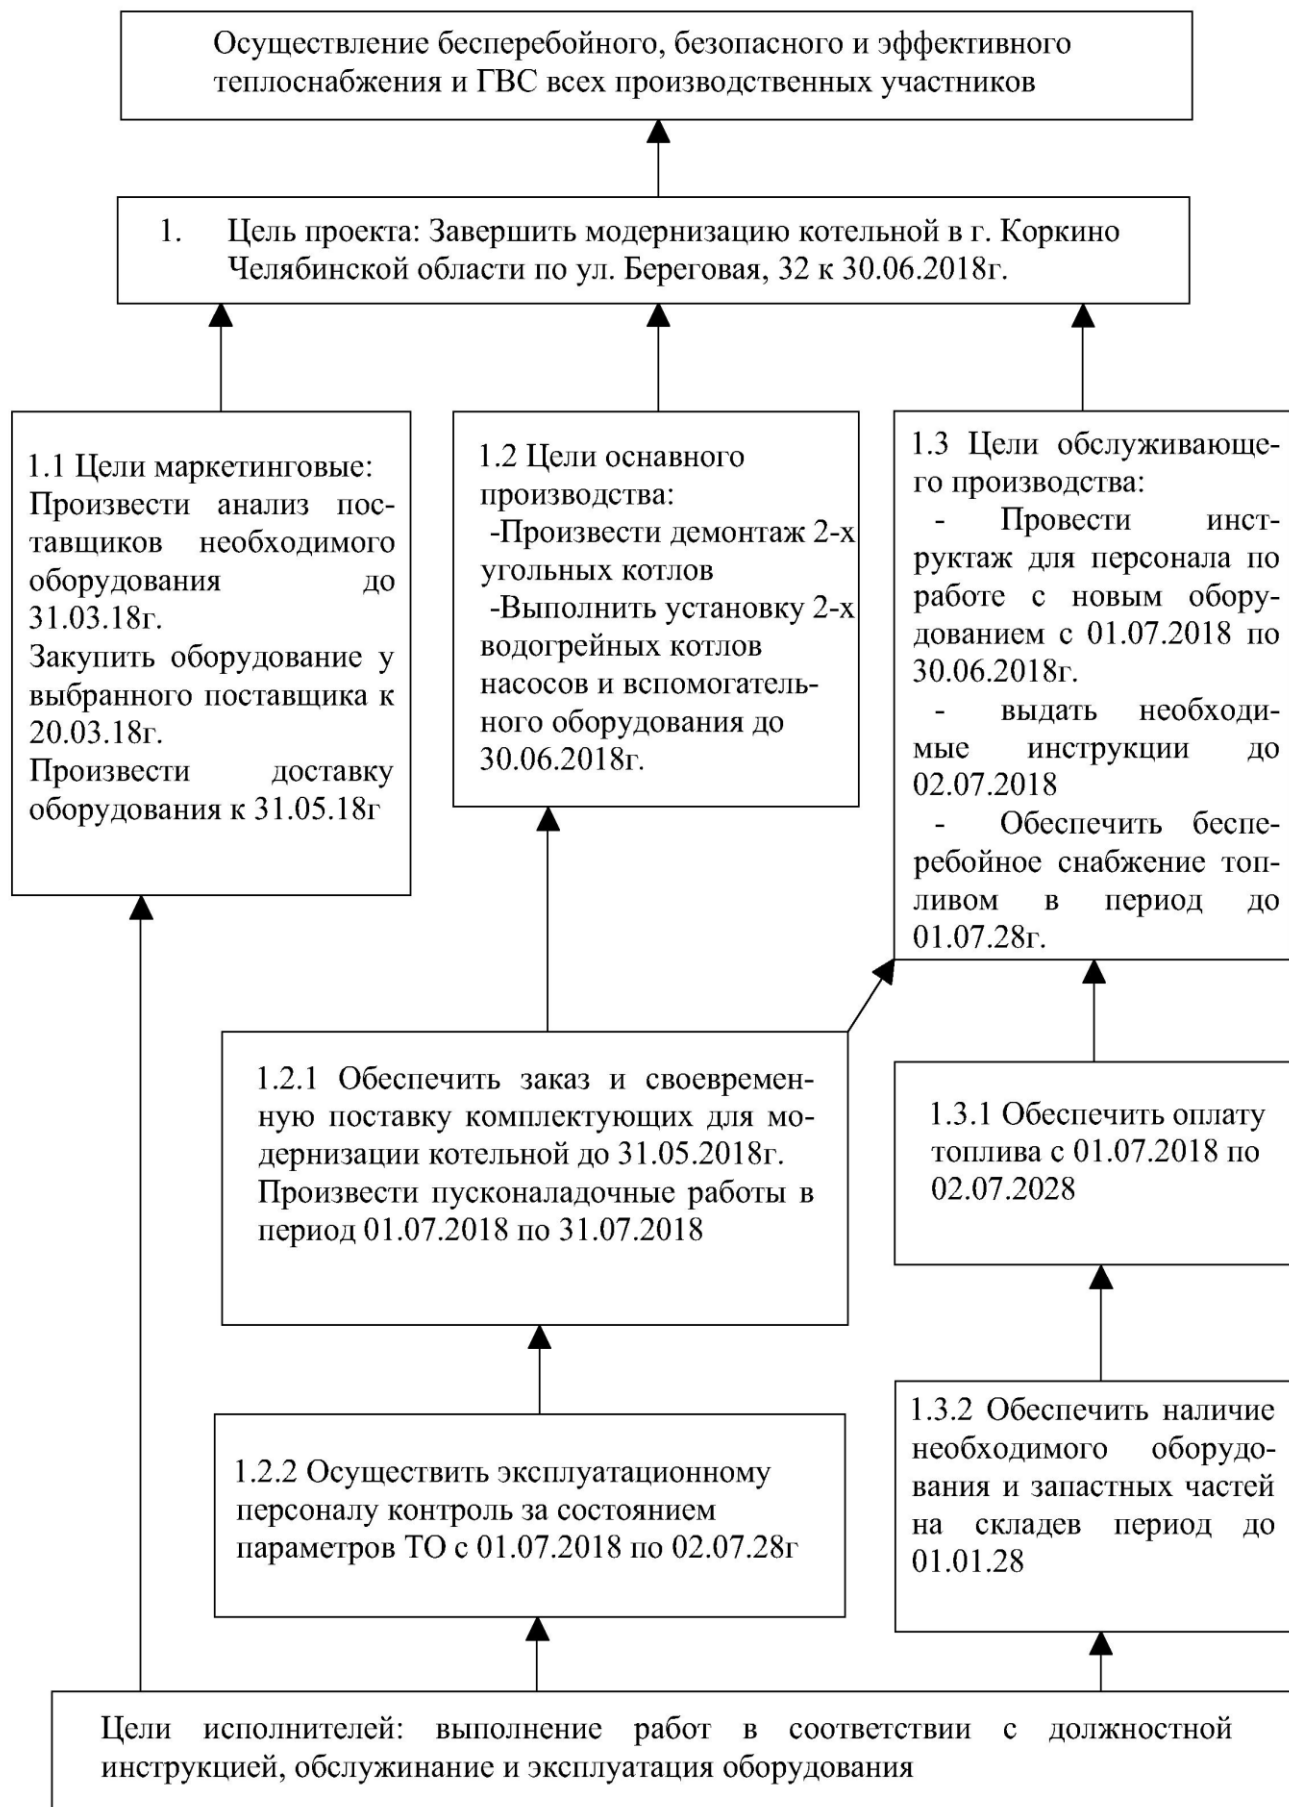 Осуществление бесперебойного, безопасного и эффективного
теплоснабжения и ГВС всех производственных участников
1. Цель проекта: Завершить модернизацию котельной в г. Коркино
Челябинской области по ул. Береговая, 32 к 30.06.2018г.
1.1 Цели маркетинговые:
Произвести анализ пос-
тавщиков необходимого
оборудования до
31.03.18г.
Закупить оборудование у
выбранного поставщика к
20.03.18г.
Произвести доставку
оборудования к 31.05.18г
1.2 Цели оснавного
производства:
-Произвести демонтаж 2-х
угольных котлов
-Выполнить установку 2-х
водогрейных котлов
насосов и вспомогатель-
ного оборудования до
30.06.2018г.
1.3 Цели обслуживающе-
го производства:
- Провести инст-
руктаж для персонала по
работе с новым обору-
дованием с 01.07.2018 по
30.06.2018г.
- выдать необходи-
мые инструкции до
02.07.2018
- Обеспечить беспе-
ребойное снабжение топ-
ливом в период до
01.07.28г.
1.2.1 Обеспечить заказ и своевремен-
ную поставку комплектующих для мо-
дернизации котельной до 31.05.2018г.
Произвести пусконаладочные работы в
период 01.07.2018 по 31.07.2018
1.3.1 Обеспечить оплату
топлива с 01.07.2018 по
02.07.2028
1.2.2 Осуществить эксплуатационному
персоналу контроль за состоянием
параметров ТО с 01.07.2018 по 02.07.28г
1.3.2 Обеспечить наличие
необходимого оборудо-
вания и запастных частей
на складев период до
01.01.28
Цели исполнителей: выполнение работ в соответствии с должностной
инструкцией, обслужинание и эксплуатация оборудования